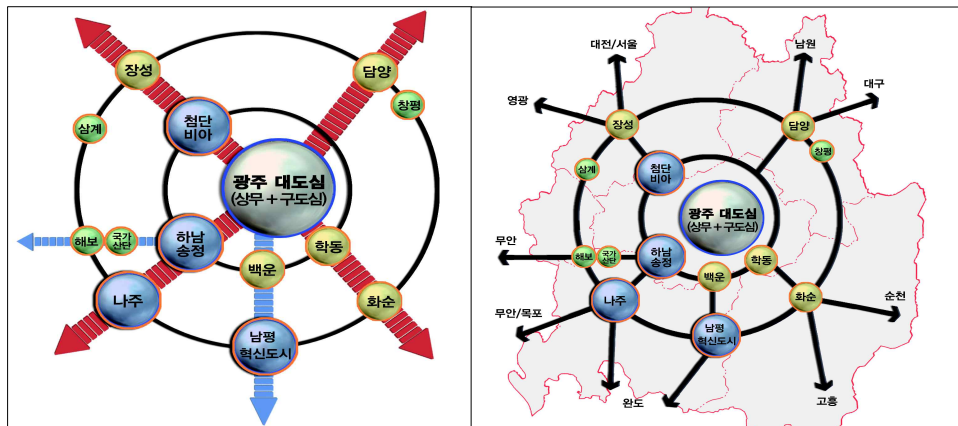 장성
담양
창평
첨단
비아
삼계
광주 대도심
(상무 + 구도심)
해보
국가
산단
하남
송정
학동
백운
나주
화순
남평
혁신도시
대전/서울
남원
대구
영광
장성
담양
창평
첨단
비아
삼계
광주 대도심
(상무 + 구도심)
무안
해보
국가
산단
하남
송정
학동
백운
나주
화순
순천
무안/목포
남평
혁신도시
완도
고흥